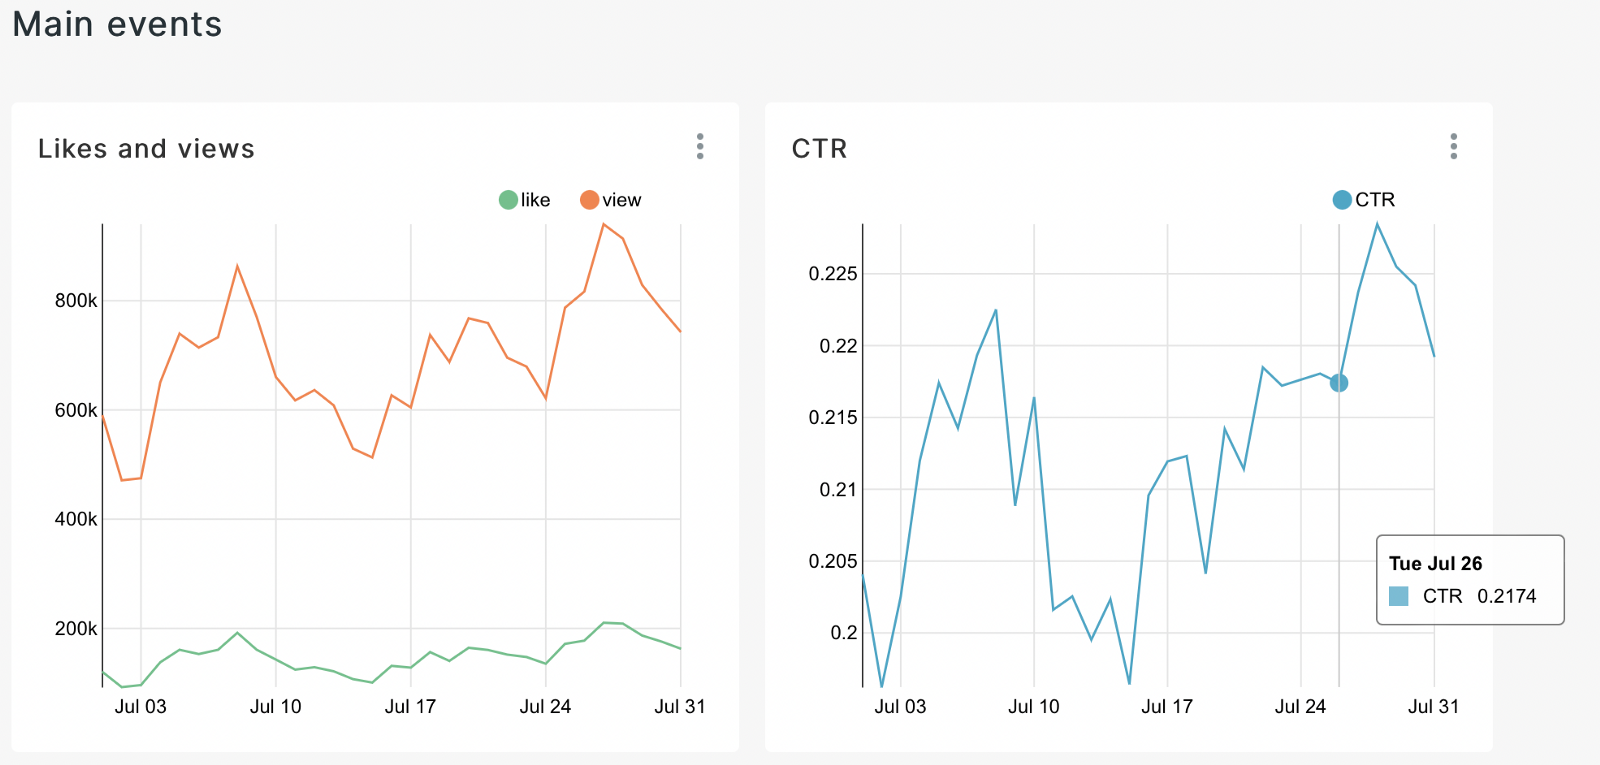 Main events
Likes and views
like view
800k
600k
400k
200k
Jul 03 Jul 10 Jul 17 Jul 24 Jul 31
CTR
CTR
0.225
0.22
0.215
0.21
0.205
0.2
Tue Jul 26
CTR 0.2174
Jul 03 Jul 10 Jul 17 Jul 24 Jul 31